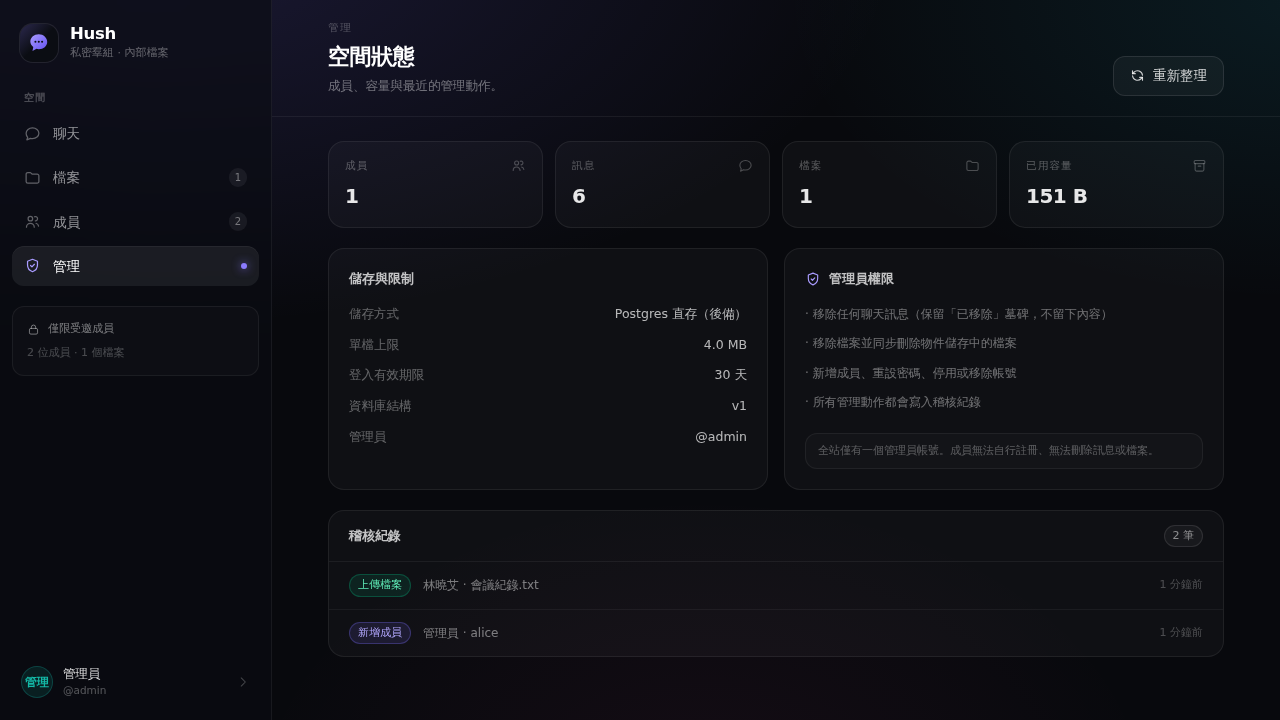 Hush
私密羣組 · 內部檔案
空間
聊天
檔案 1
成員 2
管理
僅限受邀成員
2 位成員 · 1 個檔案
管理
管理員
@admin
管理
空間狀態
成員、容量與最近的管理動作。
重新整理
成員
1
訊息
6
檔案
1
已用容量
151 B
儲存與限制
儲存方式 Postgres 直存（後備）
單檔上限 4.0 MB
登入有效期限 30 天
資料庫結構 v1
管理員 @admin
管理員權限
· 移除任何聊天訊息（保留「已移除」墓碑，不留下內容）
· 移除檔案並同步刪除物件儲存中的檔案
· 新增成員、重設密碼、停用或移除帳號
· 所有管理動作都會寫入稽核紀錄
全站僅有一個管理員帳號。成員無法自行註冊、無法刪除訊息或檔案。
稽核紀錄 2 筆
上傳檔案 林曉艾 · 會議紀錄.txt 1 分鐘前
新增成員 管理員 · alice 1 分鐘前